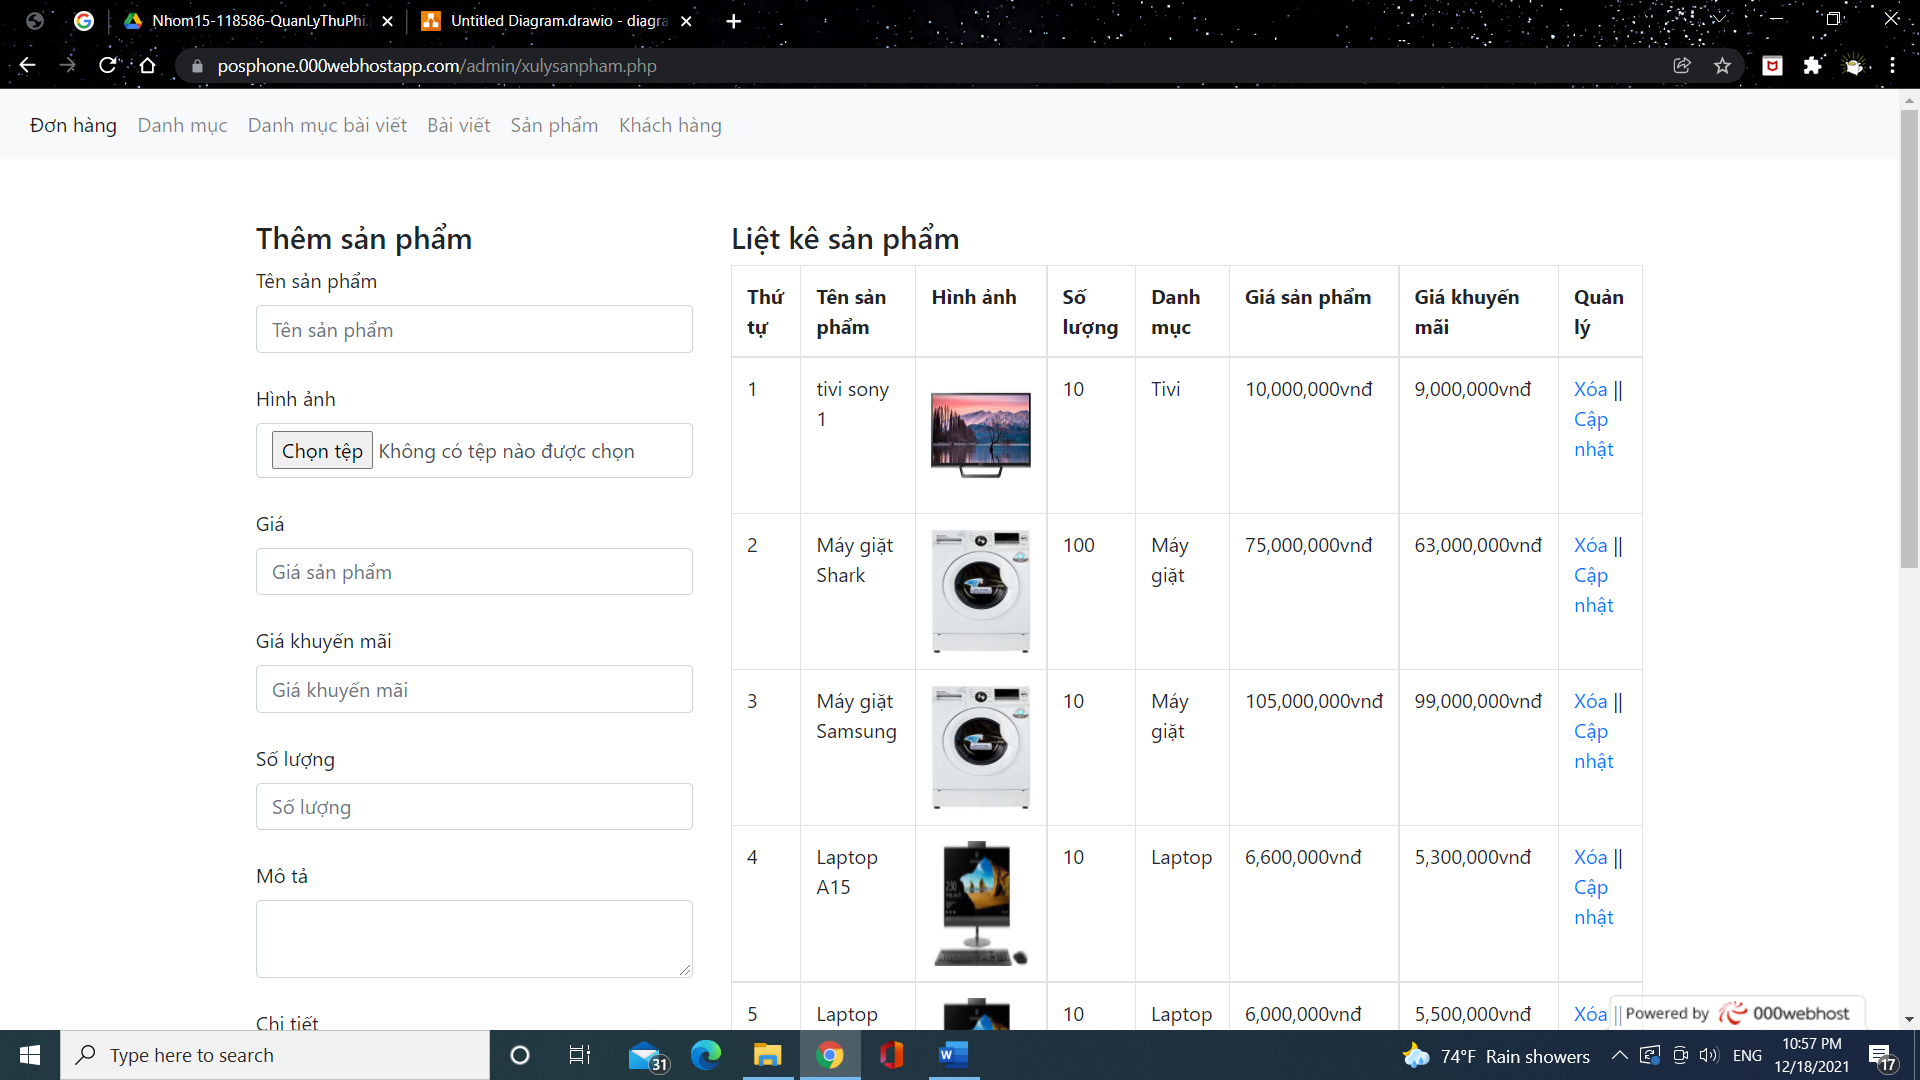 Nhom15-118586-QuanLyThuPhi.
Untitled Diagram.drawio - diagra
posphone.000webhostapp.com/admin/xulysanpham.php
Đơn hàng Danh mục Danh mục bài viết Bài viết Sản phẩm Khách hàng
Thêm sản phẩm
Tên sản phẩm
Tên sản phẩm
Hình ảnh
Chọn tệp Không có tệp nào được chọn
Giá
Giá sản phẩm
Giá khuyến mãi
Giá khuyến mãi
Số lượng
Số lượng
Mô tả
Chi tiết
Liệt kê sản phẩm
Thứ tự
Tên sản phẩm
Hình ảnh
Số lượng
Danh mục
Giá sản phẩm
Giá khuyến mãi
Quản lý
1
tivi sony 1
10
Tivi
10,000,000vnđ
9,000,000vnđ
Xóa ||
Cập
nhật
2
Máy giặt
Shark
100
Máy
giặt
75,000,000vnđ
63,000,000vnđ
Xóa ||
Cập
nhật
3
Máy giặt
Samsung
10
Máy
giặt
105,000,000vnđ
99,000,000vnđ
Xóa ||
Cập
nhật
4
Laptop
A15
10
Laptop
6,600,000vnđ
5,300,000vnđ
Xóa ||
Cập
nhật
5
Laptop
10
Laptop
6,000,000vnđ
5,500,000vnđ
Xóa ||
Powered by 000webhost
Type here to search
31
74°F Rain showers
ENG
10:57 PM
12/18/2021
17